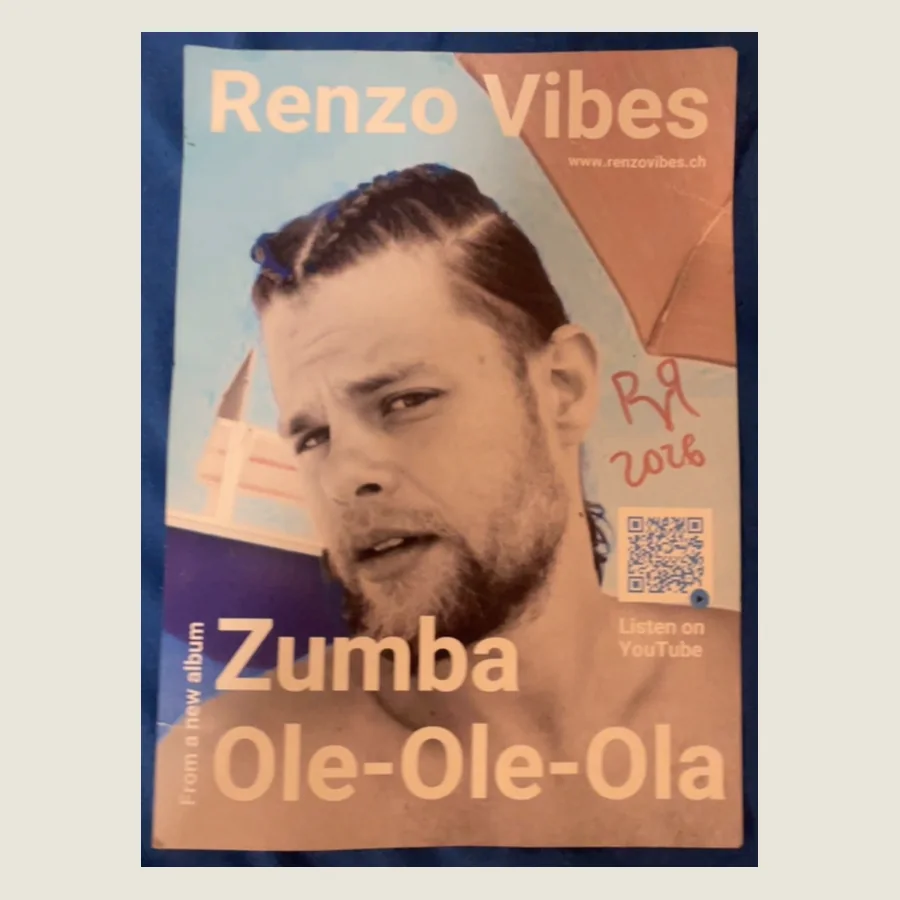 Renzo Vibes
www.renzovibes.ch
2026
Listen on
YouTube
From a new album
Zumba
Ole-Ole-Ola